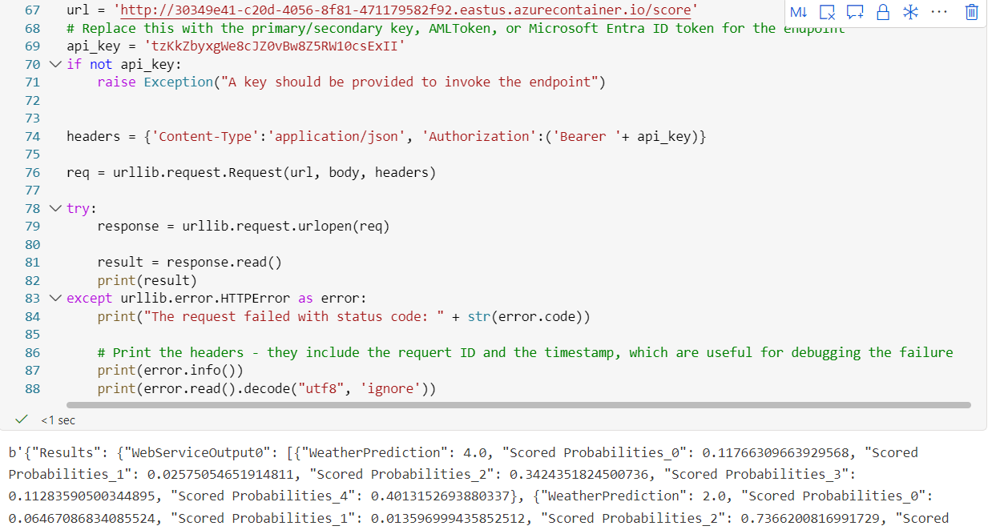 67 url = 'http://30349e41-c20d-4056-8f81-471179582f92.eastus.azurecontainer.io/score'
M↓ ...
68 # Replace this with the primary/secondary key, AMLToken, or Microsoft Entra ID token for the endpoint
69 api_key = 'tzKkZbyxgWe8cJZ0vBw8Z5RW10csExII'
70 if not api_key:
71 raise Exception("A key should be provided to invoke the endpoint")
72
73
74 headers = {'Content-Type':'application/json', 'Authorization':('Bearer '+ api_key)}
75
76 req = urllib.request.Request(url, body, headers)
77
78 try:
79 response = urllib.request.urlopen(req)
80
81 result = response.read()
82 print(result)
83 except urllib.error.HTTPError as error:
84 print("The request failed with status code: " + str(error.code))
85
86 # Print the headers - they include the requert ID and the timestamp, which are useful for debugging the failure
87 print(error.info())
88 print(error.read().decode("utf8", 'ignore'))
<1 sec
b'{"Results": {"WebServiceOutput0": [{"WeatherPrediction": 4.0, "Scored Probabilities_0": 0.11766309663929568, "Scored
Probabilities_1": 0.02575054651914811, "Scored Probabilities_2": 0.3424351824500736, "Scored Probabilities_3":
0.11283590500344895, "Scored Probabilities_4": 0.4013152693880337}, {"WeatherPrediction": 2.0, "Scored Probabilities_0":
0.06467086834085524, "Scored Probabilities_1": 0.013596999435852512, "Scored Probabilities_2": 0.7366200816991729, "Scored